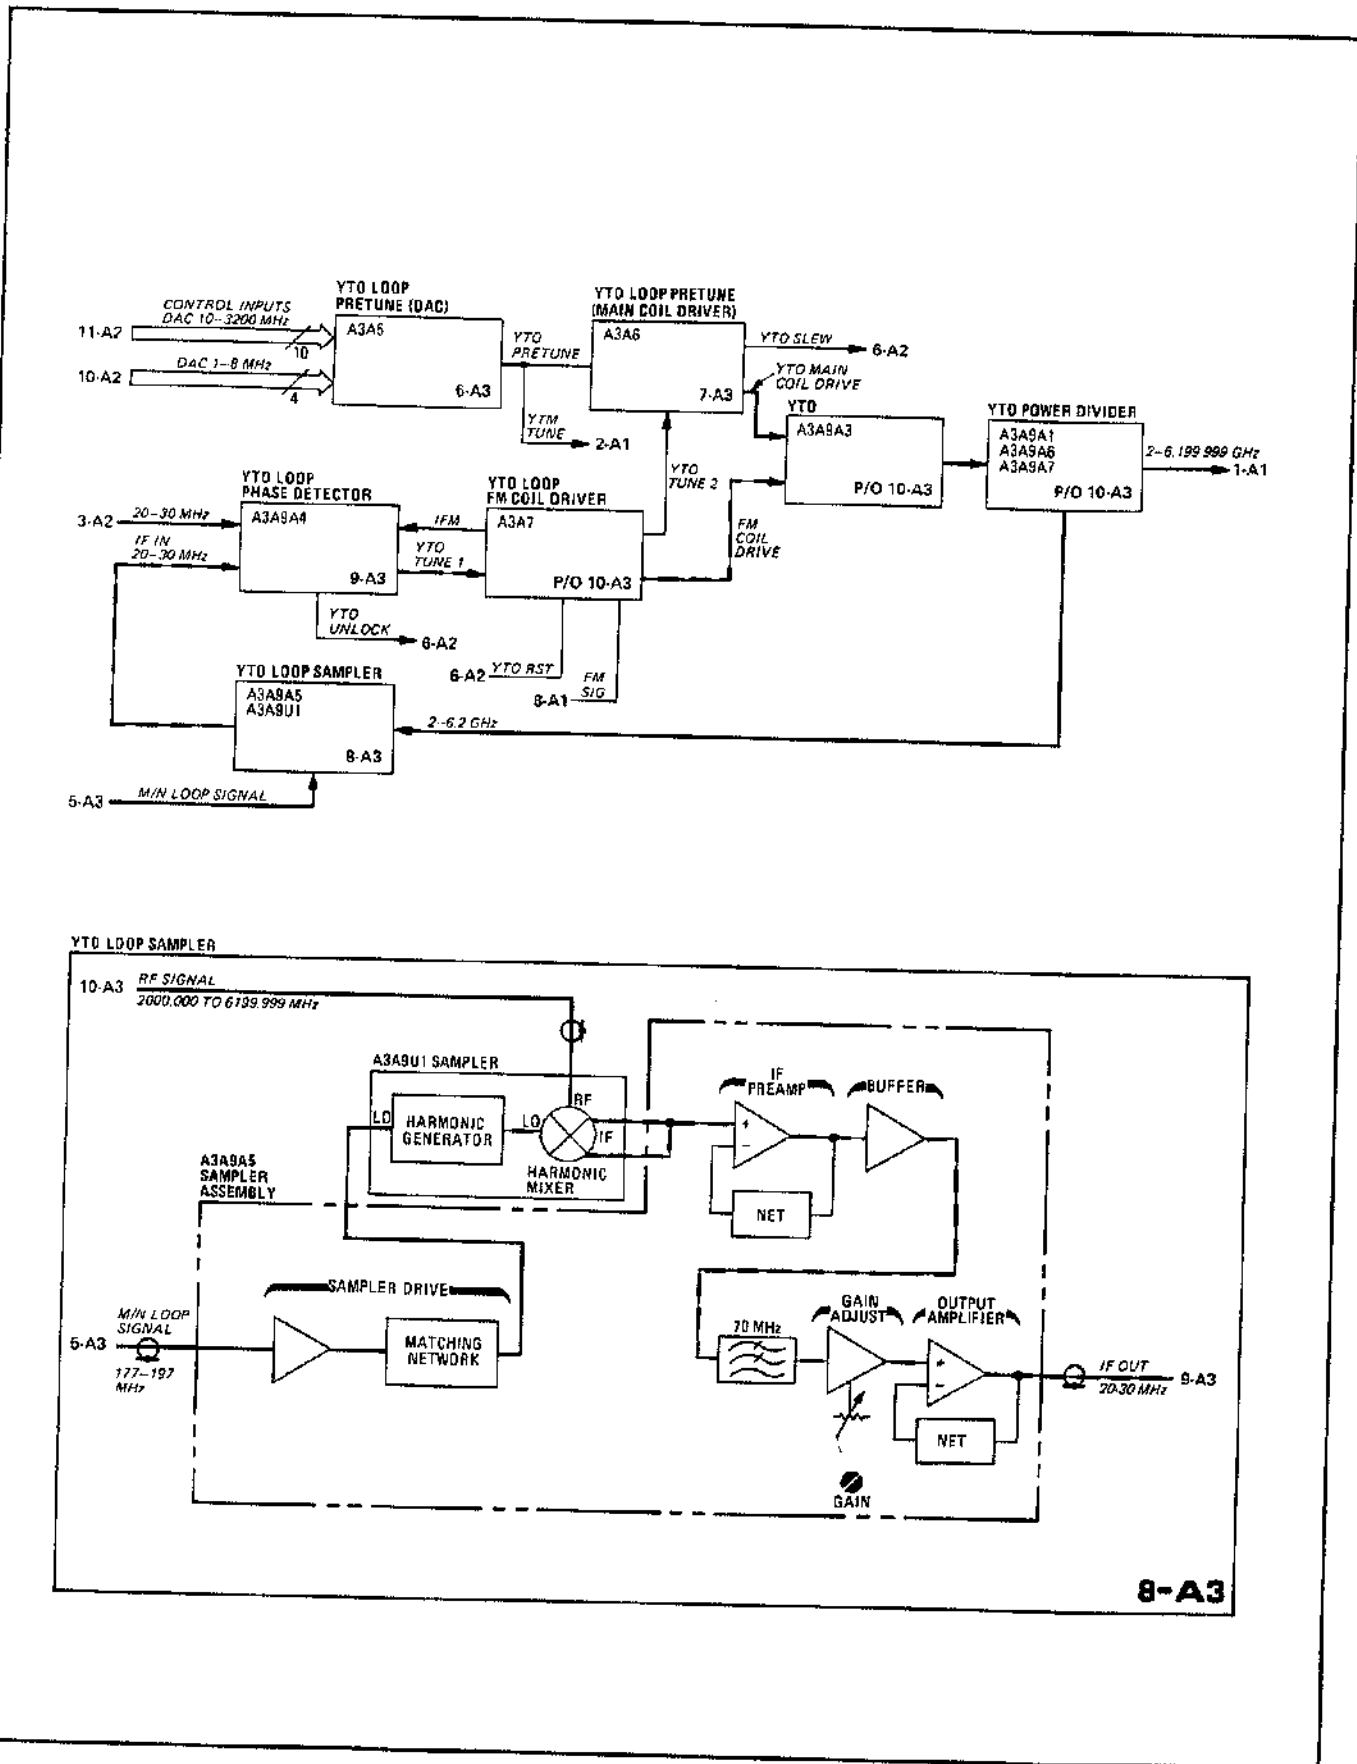 YTO LOOP
PRETUNE (DAC)
YTO LOOP PRETUNE
(MAIN COIL DRIVER)
CONTROL INPUTS
DAC 10-3200 MHz
11-A2
10
A3A5
6-A3
YTO
PRETUNE
A3A6
7-A3
YTO SLEW
6-A2
10-A2
DAC 1-8 MHz
4
YTO MAIN
COIL DRIVE
YTM
TUNE
2-A1
YTO
A3A9A3
P/O 10-A3
YTO POWER DIVIDER
A3A9A1
A3A9A6
A3A9A7
P/O 10-A3
2-6.199 999 GHz
1-A1
YTO
TUNE 2
YTO LOOP
PHASE DETECTOR
YTO LOOP
FM COIL DRIVER
3-A2
20-30 MHz
IF IN
20-30 MHz
A3A9A4
9-A3
IFM
YTO
TUNE 1
A3A7
P/O 10-A3
FM
COIL
DRIVE
YTO
UNLOCK
6-A2
6-A2
YTO RST
8-A1
FM
SIG
YTO LOOP SAMPLER
A3A9A5
A3A9U1
8-A3
2-6.2 GHz
5-A3
M/N LOOP SIGNAL
YTO LOOP SAMPLER
10-A3
RF SIGNAL
2000.000 TO 6199.999 MHz
A3A9U1 SAMPLER
LO
HARMONIC
GENERATOR
LO
RF
IF
HARMONIC
MIXER
IF
PREAMP
BUFFER
+
-
NET
A3A9A5
SAMPLER
ASSEMBLY
SAMPLER DRIVE
M/N LOOP
SIGNAL
5-A3
177-197
MHz
MATCHING
NETWORK
70 MHz
GAIN
ADJUST
OUTPUT
AMPLIFIER
+
-
NET
GAIN
IF OUT
20-30 MHz
9-A3
8-A3